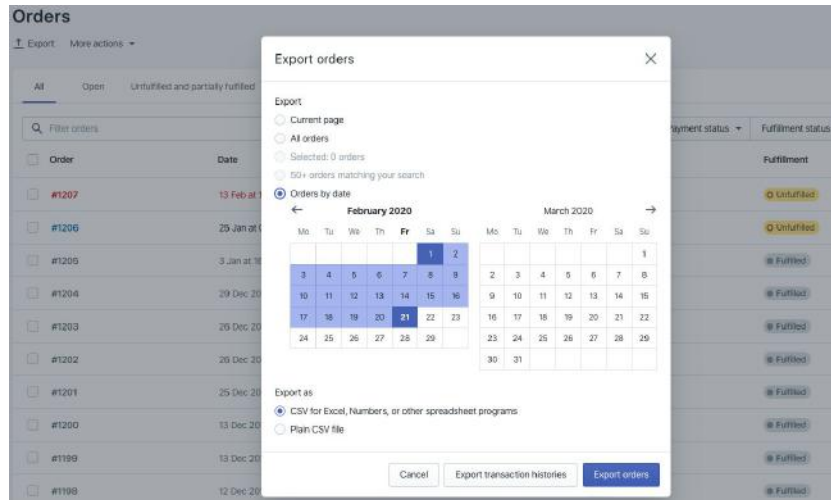 Orders
Export More actions
All Open Unfulfilled and partially fulfilled
Filter orders
Payment status Fulfillment status
Order Date Fulfillment
#1207 13 Feb at Unfulfilled
#1206 25 Jan at Unfulfilled
#1205 3 Jan at Fulfilled
#1204 29 Dec 20 Fulfilled
#1203 26 Dec 20 Fulfilled
#1202 26 Dec 20 Fulfilled
#1201 25 Dec 20 Fulfilled
#1200 13 Dec 20 Fulfilled
#1199 13 Dec 20 Fulfilled
#1198 12 Dec 20 Fulfilled
Export orders
Export
Current page
All orders
Selected: 0 orders
50+ orders matching your search
Orders by date
February 2020 March 2020
Mo Tu We Th Fr Sa Su Mo Tu We Th Fr Sa Su
1 2 1
3 4 5 6 7 8 9 2 3 4 5 6 7 8
10 11 12 13 14 15 16 9 10 11 12 13 14 15
17 18 19 20 21 22 23 16 17 18 19 20 21 22
24 25 26 27 28 29 23 24 25 26 27 28 29
30 31
Export as
CSV for Excel, Numbers, or other spreadsheet programs
Plain CSV file
Cancel Export transaction histories Export orders